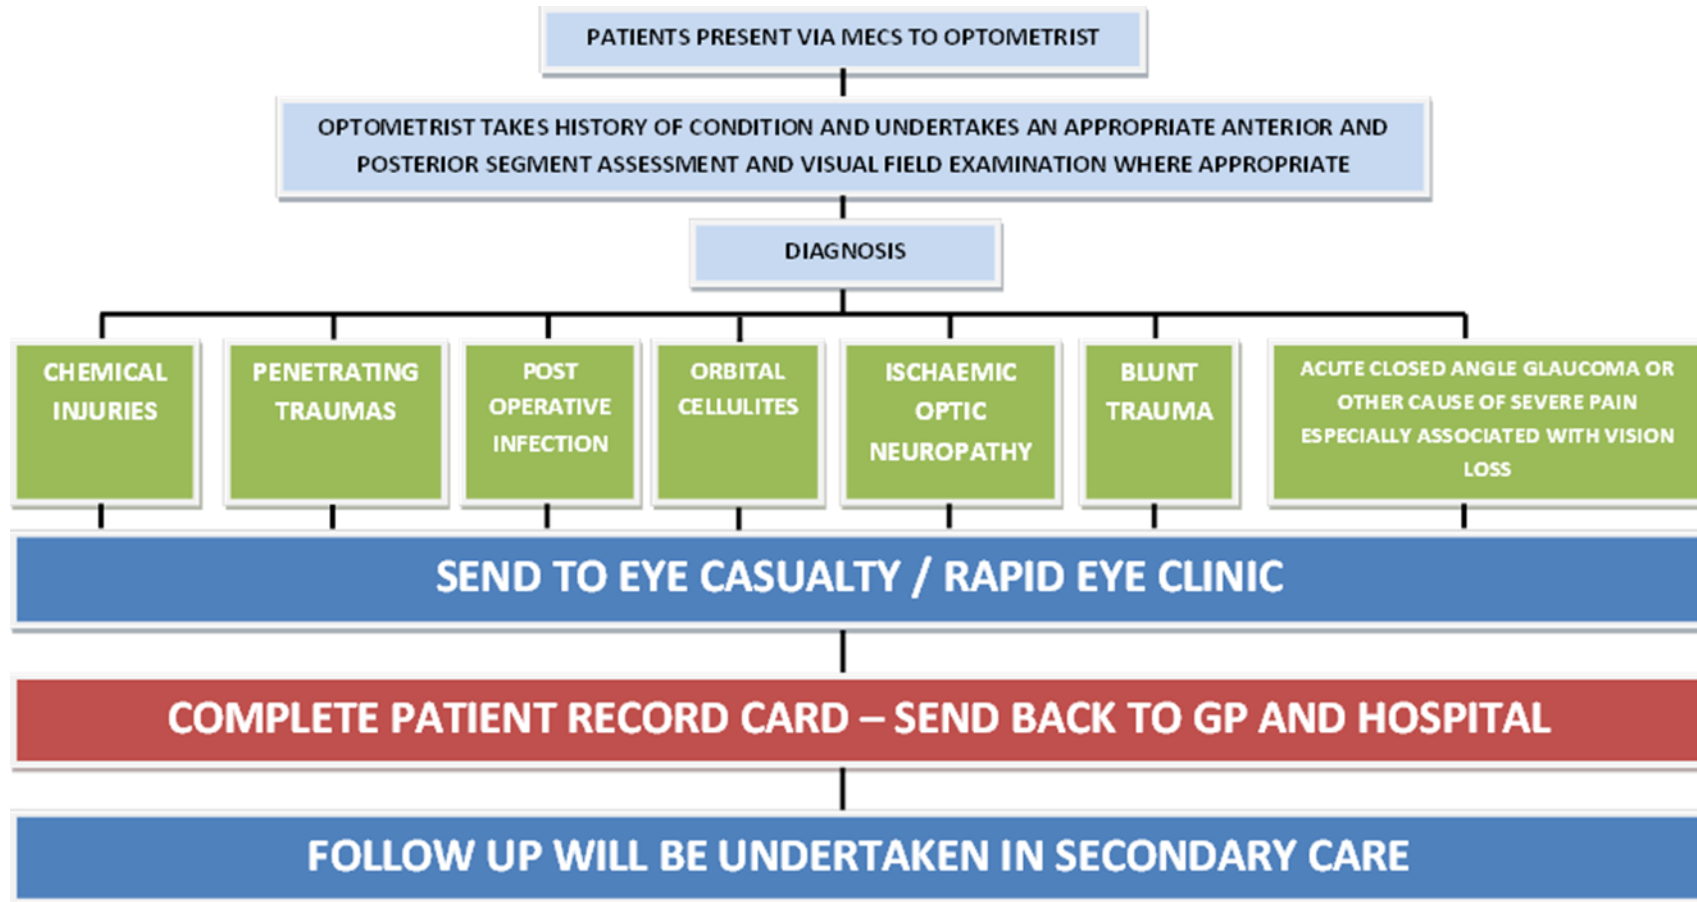 PATIENTS PRESENT VIA MECS TO OPTOMETRIST
OPTOMETRIST TAKES HISTORY OF CONDITION AND UNDERTAKES AN APPROPRIATE ANTERIOR AND
POSTERIOR SEGMENT ASSESSMENT AND VISUAL FIELD EXAMINATION WHERE APPROPRIATE
DIAGNOSIS
CHEMICAL
INJURIES
PENETRATING
TRAUMAS
POST
OPERATIVE
INFECTION
ORBITAL
CELLULITES
ISCHAEMIC
OPTIC
NEUROPATHY
BLUNT
TRAUMA
ACUTE CLOSED ANGLE GLAUCOMA OR
OTHER CAUSE OF SEVERE PAIN
ESPECIALLY ASSOCIATED WITH VISION
LOSS
SEND TO EYE CASUALTY / RAPID EYE CLINIC
COMPLETE PATIENT RECORD CARD – SEND BACK TO GP AND HOSPITAL
FOLLOW UP WILL BE UNDERTAKEN IN SECONDARY CARE